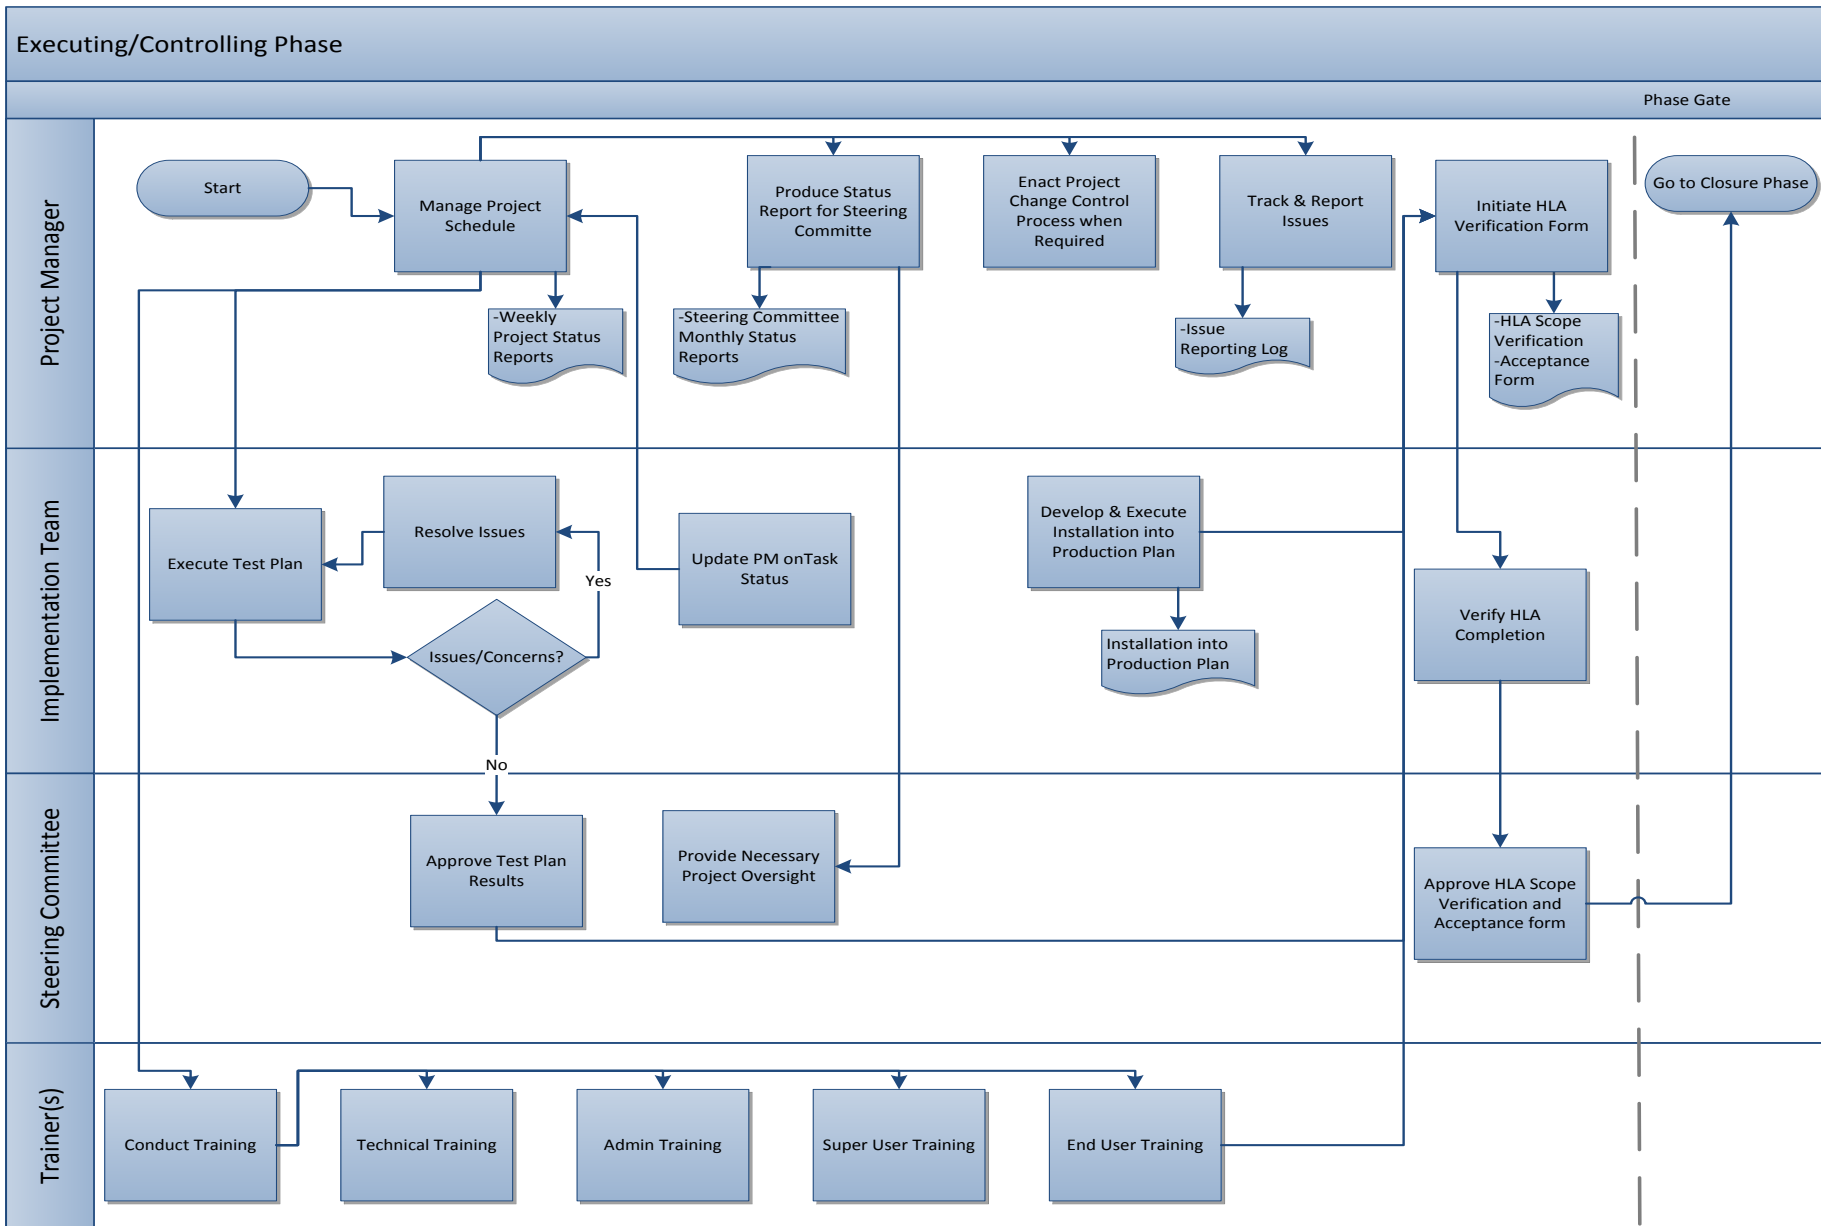 Executing/Controlling Phase
Phase Gate
Project Manager
Start
Manage Project
Schedule
Produce Status
Report for Steering
Committe
Enact Project
Change Control
Process when
Required
Track & Report
Issues
Initiate HLA
Verification Form
Go to Closure Phase
-Weekly
Project Status
Reports
-Steering Committee
Monthly Status
Reports
-Issue
Reporting Log
-HLA Scope
Verification
-Acceptance
Form
Implementation Team
Execute Test Plan
Resolve Issues
Yes
Issues/Concerns?
No
Update PM onTask
Status
Develop & Execute
Installation into
Production Plan
Installation into
Production Plan
Verify HLA
Completion
Steering Committee
Approve Test Plan
Results
Provide Necessary
Project Oversight
Approve HLA Scope
Verification and
Acceptance form
Trainer(s)
Conduct Training
Technical Training
Admin Training
Super User Training
End User Training